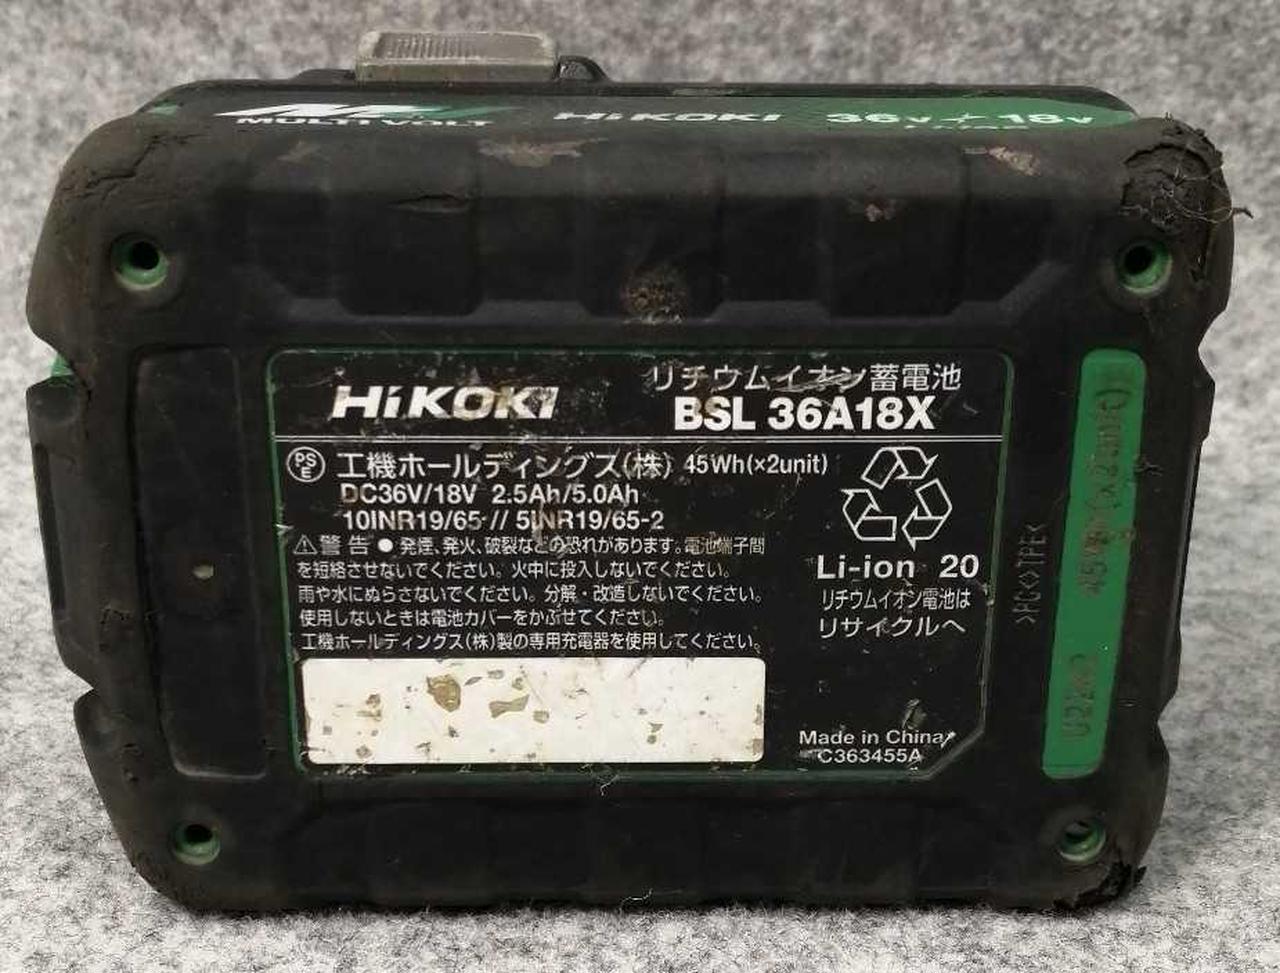 MULTI VOLT HiKOKI 36V⚡18V
Li-ion
HiKOKI
リチウムイオン蓄電池
BSL 36A18X
PS
E
工機ホールディングス(株) 45Wh(×2unit)
DC36V/18V 2.5Ah/5.0Ah
10INR19/65-// 5INR19/65-2
⚠警告 ● 発煙、発火、破裂などの恐れがあります。電池端子間
を短絡させないでください。火中に投入しないでください。
雨や水にぬらさないでください。分解・改造しないでください。
使用しないときは電池カバーをかぶせてください。
工機ホールディングス(株)製の専用充電器を使用してください。
Li-ion 20
リチウムイオン電池は
リサイクルへ
Made in China
C363455A
>PC<>TPE<